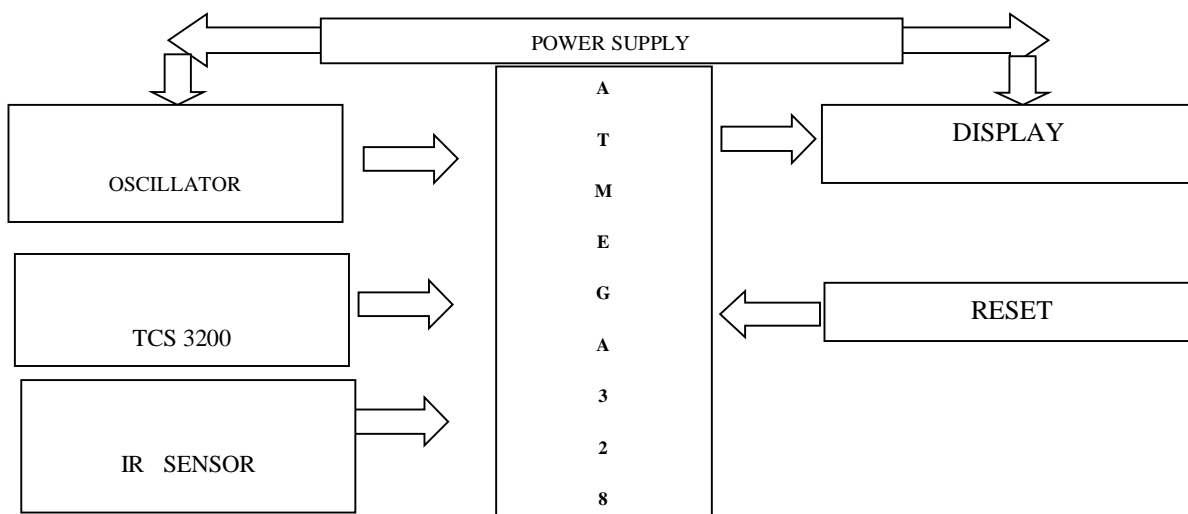 POWER SUPPLY
A
T
M
E
G
A
3
2
8
OSCILLATOR
TCS 3200
IR SENSOR
DISPLAY
RESET